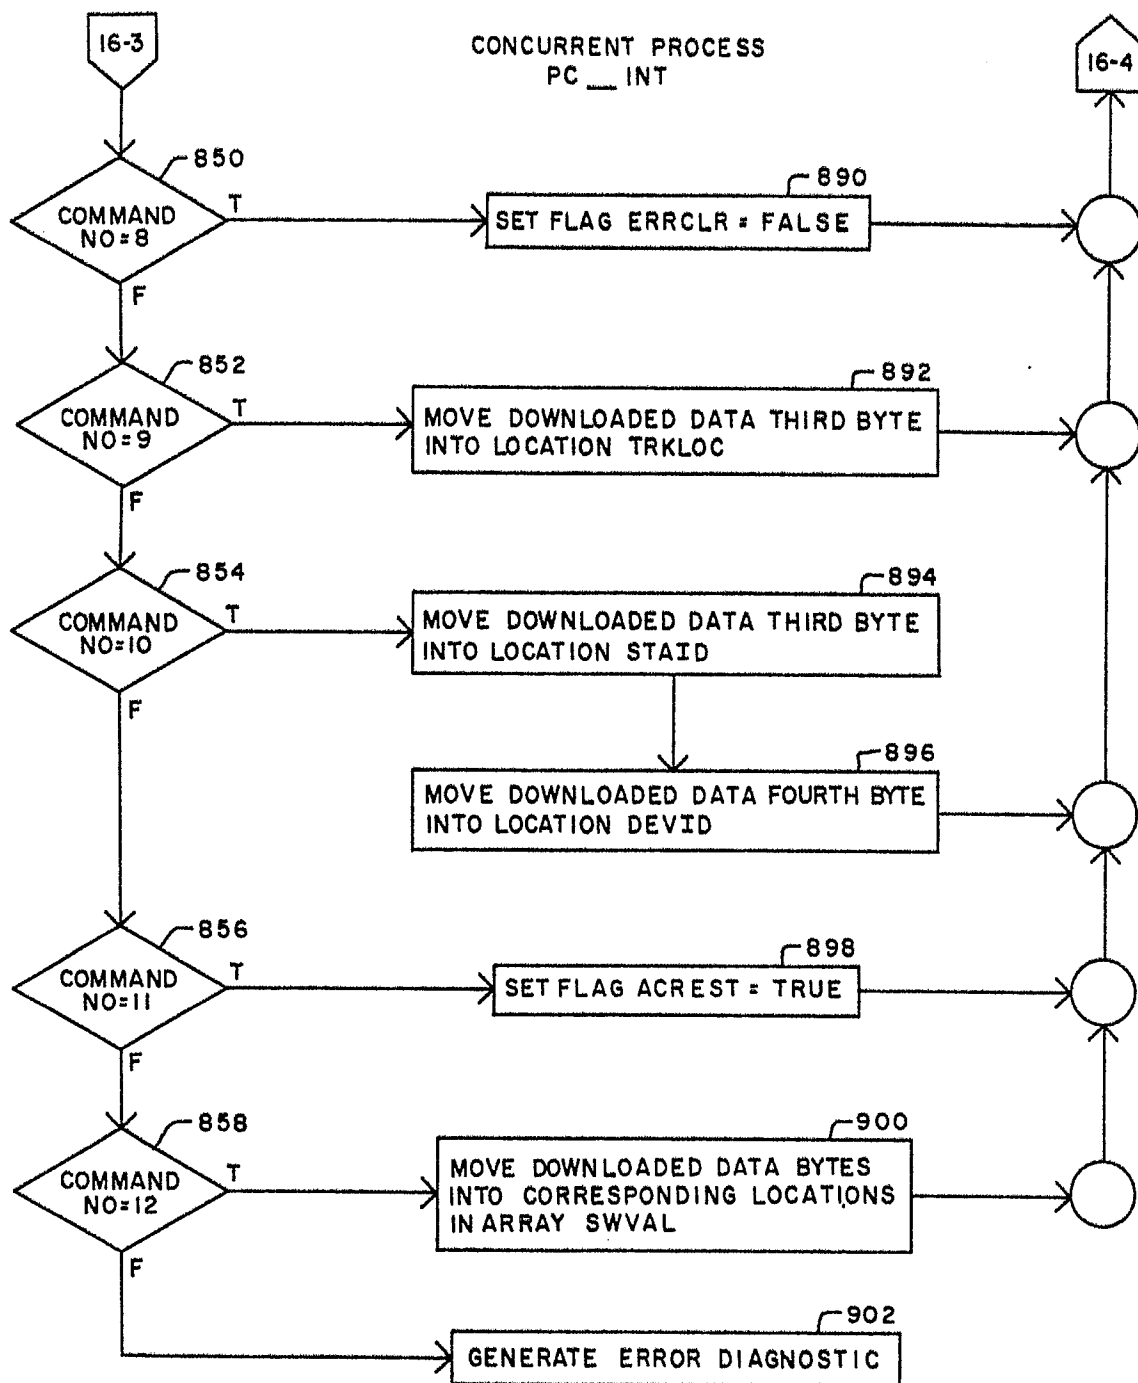 16-3
CONCURRENT PROCESS
PC __ INT
16-4
850
COMMAND
NO=8
T
F
890
SET FLAG ERRCLR = FALSE
852
COMMAND
NO=9
T
F
892
MOVE DOWNLOADED DATA THIRD BYTE
INTO LOCATION TRKLOC
854
COMMAND
NO=10
T
F
894
MOVE DOWNLOADED DATA THIRD BYTE
INTO LOCATION STAID
896
MOVE DOWNLOADED DATA FOURTH BYTE
INTO LOCATION DEVID
856
COMMAND
NO=11
T
F
898
SET FLAG ACREST = TRUE
858
COMMAND
NO=12
T
F
900
MOVE DOWNLOADED DATA BYTES
INTO CORRESPONDING LOCATIONS
IN ARRAY SWVAL
902
GENERATE ERROR DIAGNOSTIC